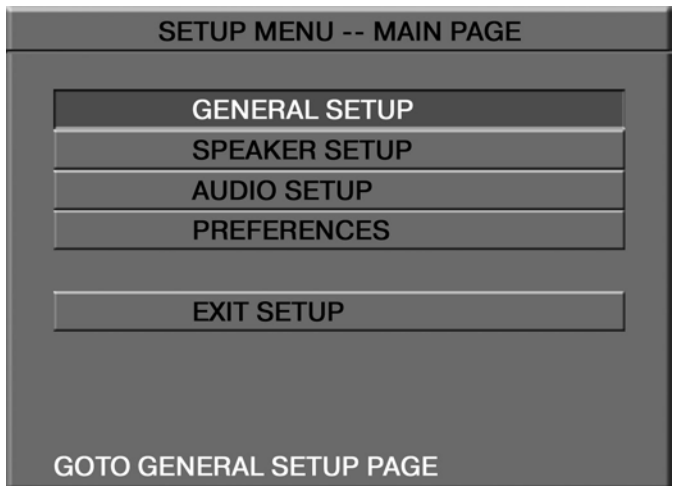 SETUP MENU -- MAIN PAGE
GENERAL SETUP
SPEAKER SETUP
AUDIO SETUP
PREFERENCES
EXIT SETUP
GOTO GENERAL SETUP PAGE